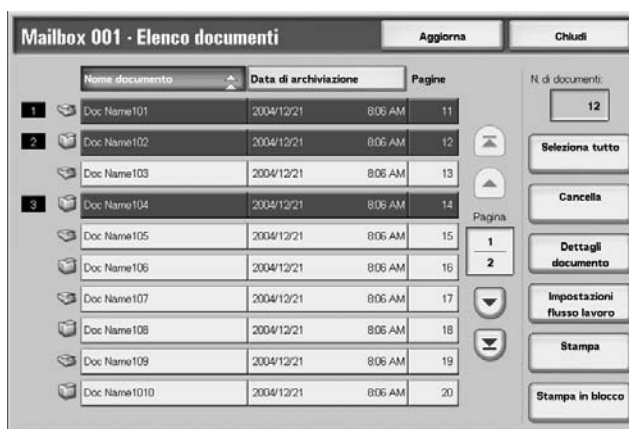 Mailbox 001 - Elenco documenti
Aggiorna
Chiudi
Nome documento
Data di archiviazione
Pagine
N. di documenti:
12
1 Doc Name101 2004/12/21 8:06 AM 11
2 Doc Name102 2004/12/21 8:06 AM 12
Doc Name103 2004/12/21 8:06 AM 13
3 Doc Name104 2004/12/21 8:06 AM 14
Doc Name105 2004/12/21 8:06 AM 15
Doc Name106 2004/12/21 8:06 AM 16
Doc Name107 2004/12/21 8:06 AM 17
Doc Name108 2004/12/21 8:06 AM 18
Doc Name109 2004/12/21 8:06 AM 19
Doc Name1010 2004/12/21 8:06 AM 20
Pagina
1
2
Seleziona tutto
Cancella
Dettagli
documento
Impostazioni
flusso lavoro
Stampa
Stampa in blocco